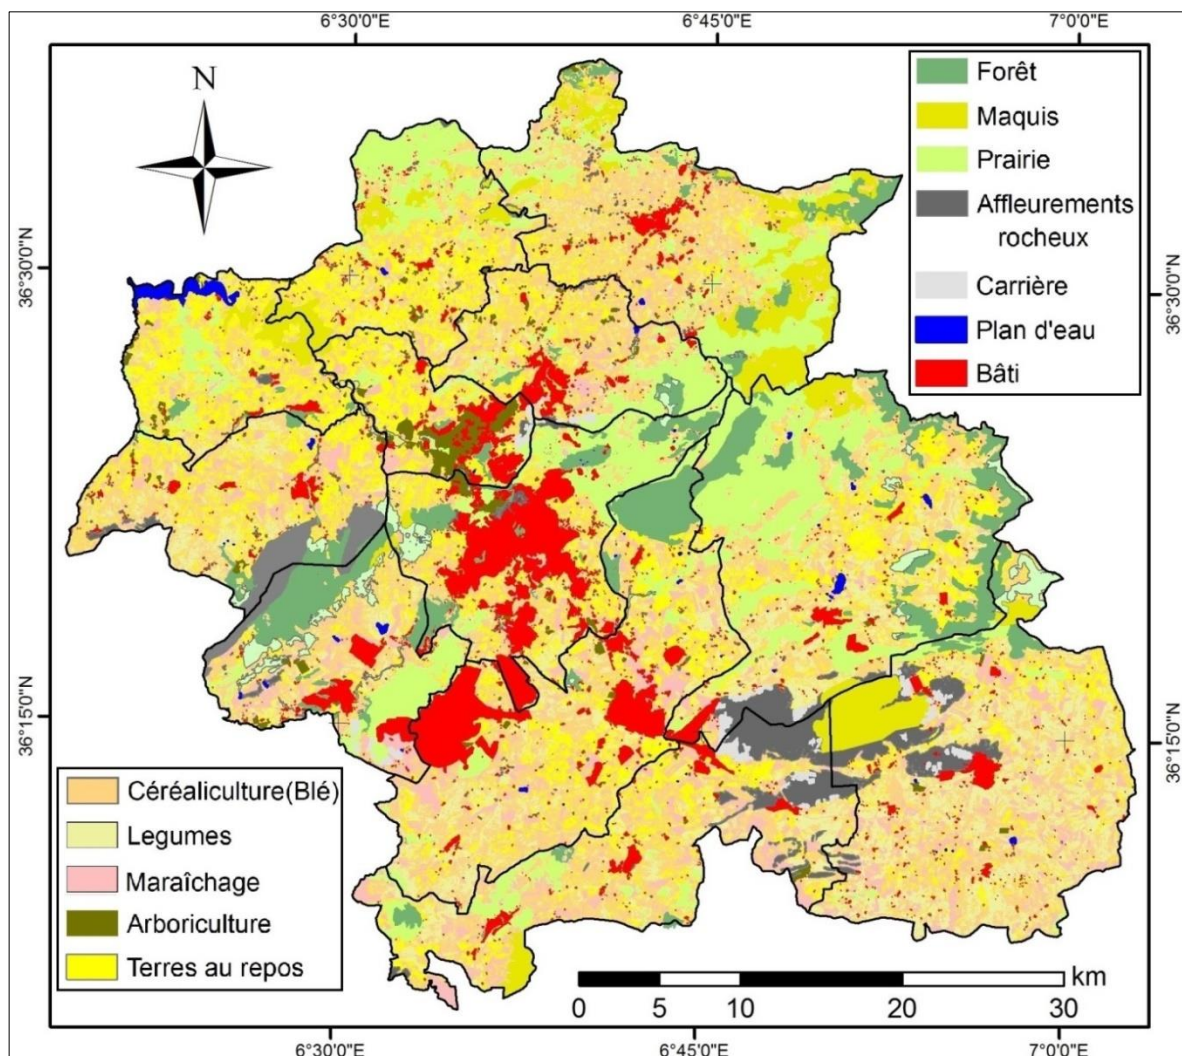 6°30'0"E
6°45'0"E
7°0'0"E
N
Forêt
Maquis
Prairie
Affleurements
rocheux
Carrière
Plan d'eau
Bâti
36°30'0"N
36°30'0"N
36°15'0"N
36°15'0"N
Céréaliculture(Blé)
Legumes
Maraîchage
Arboriculture
Terres au repos
km
0 5 10 20 30
6°30'0"E
6°45'0"E
7°0'0"E